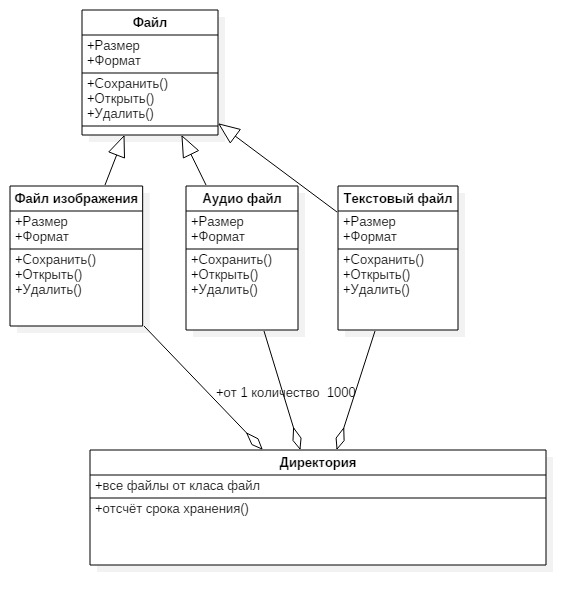 Файл
+Размер
+Формат
+Сохранить()
+Открыть()
+Удалить()
Файл изображения
+Размер
+Формат
+Сохранить()
+Открыть()
+Удалить()
Аудио файл
+Размер
+Формат
+Сохранить()
+Открыть()
+Удалить()
Текстовый файл
+Размер
+Формат
+Сохранить()
+Открыть()
+Удалить()
+от 1 количество 1000
Директория
+все файлы от класа файл
+отсчёт срока хранения()